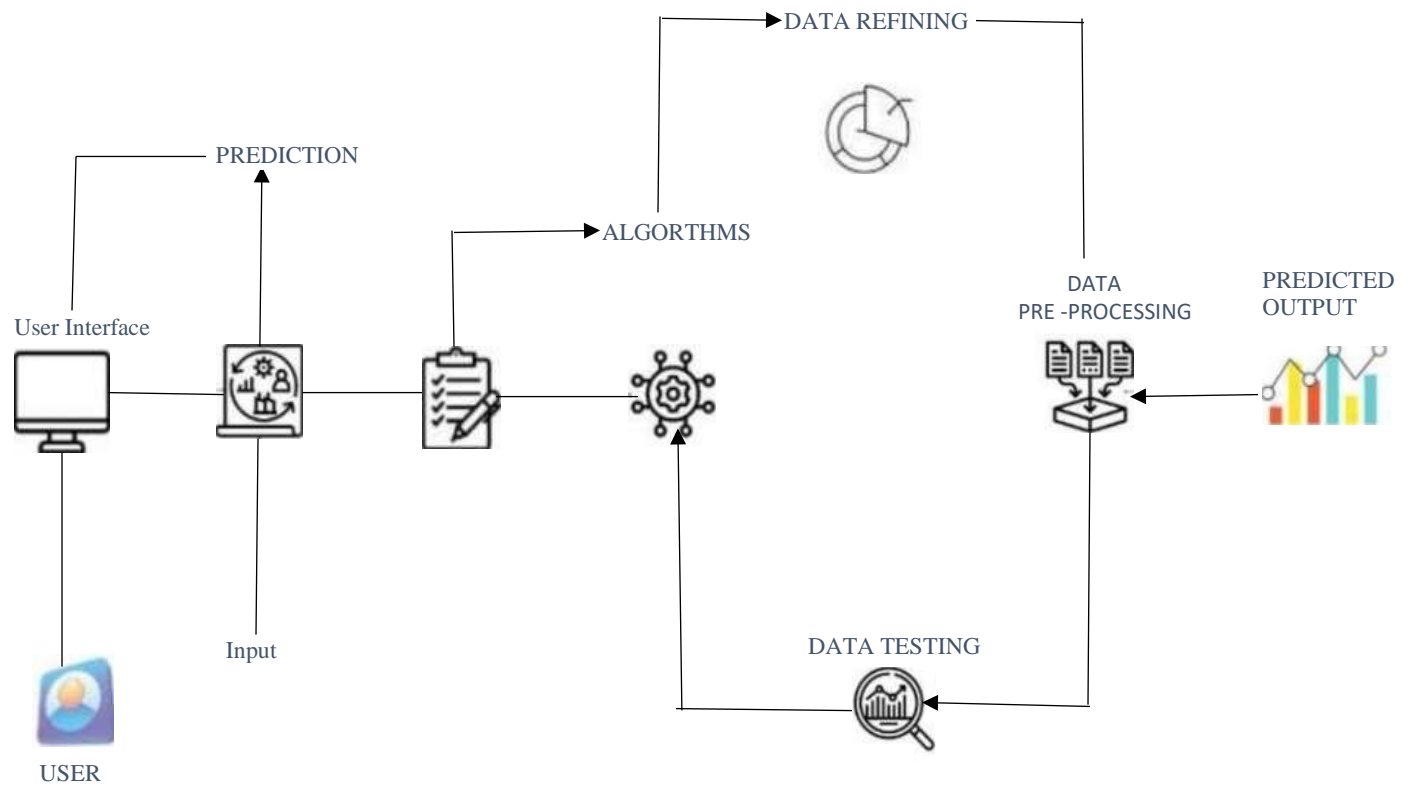 DATA REFINING
PREDICTION
ALGORTHMS
DATA
PRE -PROCESSING
PREDICTED
OUTPUT
User Interface
Input
DATA TESTING
USER